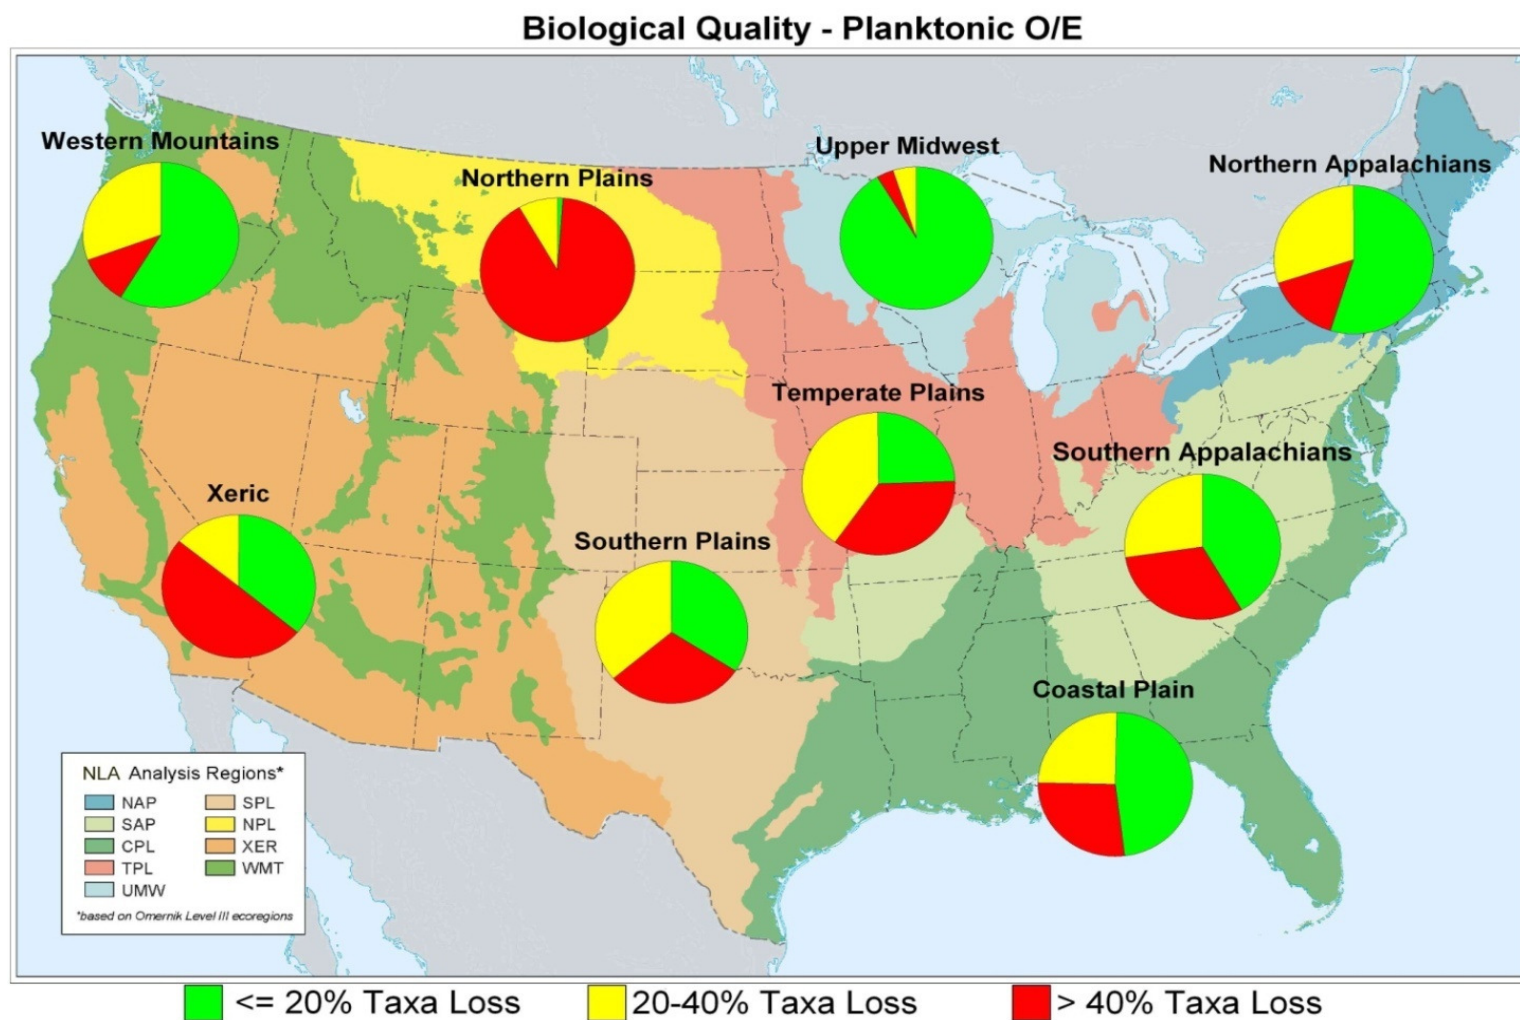 Biological Quality - Planktonic O/E
Western Mountains
Northern Plains
Upper Midwest
Northern Appalachians
Temperate Plains
Southern Appalachians
Xeric
Southern Plains
Coastal Plain
NLA Analysis Regions*
NAP SPL
SAP NPL
CPL XER
TPL WMT
UMW
*based on Omernik Level III ecoregions
<= 20% Taxa Loss 20-40% Taxa Loss > 40% Taxa Loss